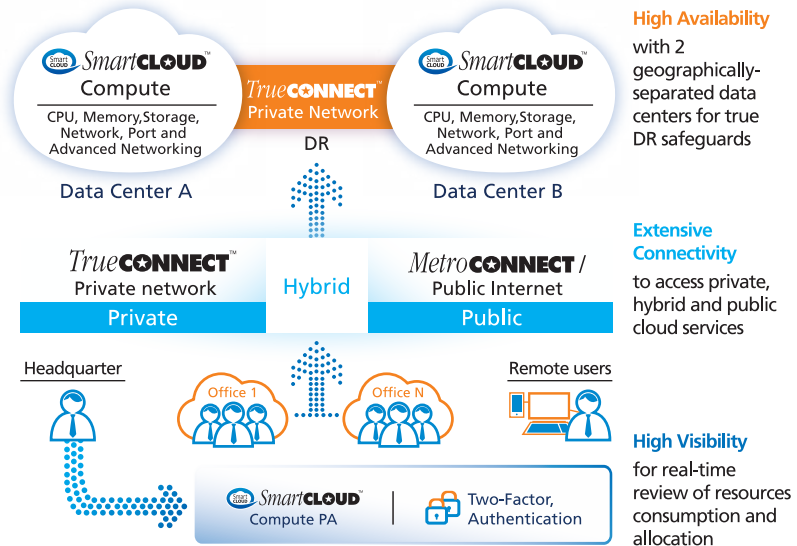 Smart CLOUD SmartCLOUD™
Compute
CPU, Memory,Storage,
Network, Port and
Advanced Networking
Data Center A
TrueCONNECT™
Private Network
DR
Smart CLOUD SmartCLOUD™
Compute
CPU, Memory,Storage,
Network, Port and
Advanced Networking
Data Center B
High Availability
with 2
geographically-
separated data
centers for true
DR safeguards
TrueCONNECT™
Private network
Private
Hybrid
MetroCONNECT /
Public Internet
Public
Extensive
Connectivity
to access private,
hybrid and public
cloud services
Headquarter
Office 1
Office N
Remote users
Smart CLOUD SmartCLOUD™
Compute PA
Two-Factor,
Authentication
High Visibility
for real-time
review of resources
consumption and
allocation